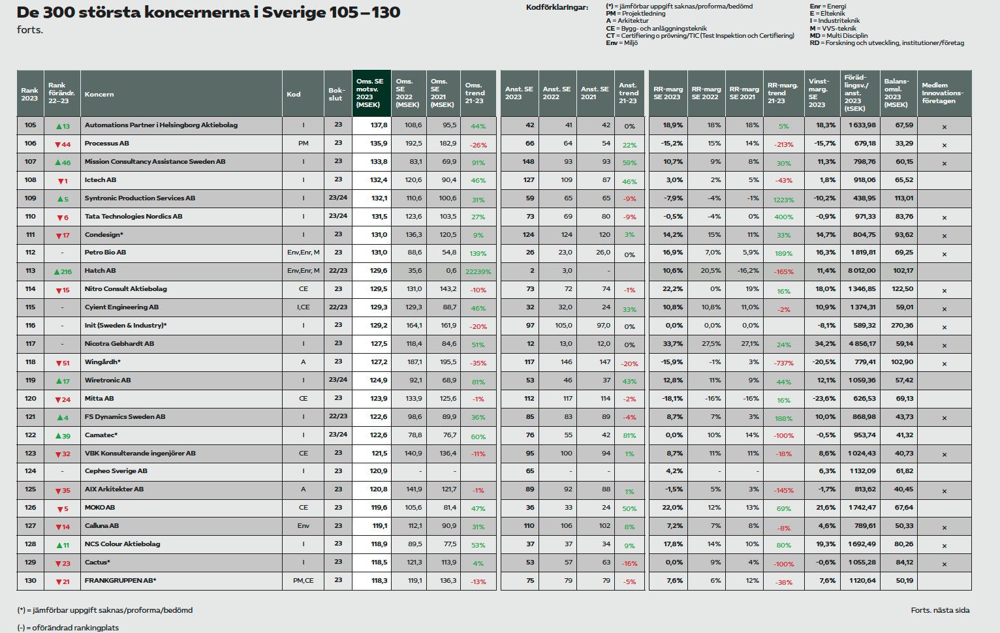 De 300 största koncernerna i Sverige 105–130
forts.
Kodförklaringar:
(*) = jämförbar uppgift saknas/proforma/bedömd
PM = Projektledning
A = Arkitektur
CE = Bygg- och anläggningsteknik
CT = Certifiering o prövning/TIC (Test Inspektion och Certifiering)
Env = Miljö
Enr = Energi
E = Elteknik
I = Industriteknik
M = VVS-teknik
MD = Multi Disciplin
RD = Forskning och utveckling, institutioner/företag
Rank 2023 | Rank förändr. 22–23 | Koncern | Kod | Bok-slut | Oms. SE motsv. 2023 (MSEK) | Oms. SE 2022 (MSEK) | Oms. SE 2021 (MSEK) | Oms. trend 21-23 | Anst. SE 2023 | Anst. SE 2022 | Anst. SE 2021 | Anst. trend 21-23 | RR-marg SE 2023 | RR-marg SE 2022 | RR-marg SE 2021 | RR-marg. trend 21-23 | Vinst-marg. SE 2023 | Föräd-lingsv./anst. 2023 (tSEK) | Balans-omsl. 2023 (MSEK) | Medlem Innovations-företagen
105 ▲13 Automations Partner i Helsingborg Aktiebolag I 23 137,8 108,6 95,5 44% 42 41 42 0% 18,9% 18% 18% 5% 18,3% 1 633,98 67,59 ×
106 ▼44 Processus AB PM 23 135,9 192,5 182,9 -26% 66 64 54 22% -15,2% 15% 14% -213% -15,7% 679,18 33,29 ×
107 ▲46 Mission Consultancy Assistance Sweden AB I 23 133,8 83,1 69,9 91% 148 93 93 59% 10,7% 9% 8% 30% 11,3% 798,76 60,15 ×
108 ▼1 Ictech AB I 23 132,4 120,6 90,4 46% 127 109 87 46% 3,0% 2% 5% -43% 1,8% 918,06 65,52
109 ▲5 Syntronic Production Services AB I 23/24 132,1 110,6 100,6 31% 59 65 65 -9% -7,9% -4% -1% 1223% -10,2% 438,95 113,01
110 ▼6 Tata Technologies Nordics AB I 23/24 131,5 123,6 103,5 27% 73 69 80 -9% -0,5% -4% 0% 400% -0,9% 971,33 83,76 ×
111 ▼17 Condesign* I 23 131,0 136,3 120,5 9% 124 124 120 3% 14,2% 15% 11% 33% 14,7% 804,75 93,62 ×
112 - Petro Bio AB Env,Enr, M 23 131,0 88,6 54,8 139% 26 23,0 26,0 0% 16,9% 7,0% 5,9% 189% 16,3% 1 819,81 69,25 ×
113 ▲216 Hatch AB Env,Enr, M 22/23 129,6 35,6 0,6 22239% 2 3,0 - 10,6% 20,5% -16,2% -165% 11,4% 8 012,00 102,17
114 ▼15 Nitro Consult Aktiebolag CE 23 129,5 131,0 143,2 -10% 73 72 74 -1% 22,2% 0% 19% 16% 18,0% 1 346,85 122,50 ×
115 - Cyient Engineering AB I,CE 22/23 129,3 129,3 88,7 46% 32 32,0 24 33% 10,8% 10,8% 11,0% -2% 10,9% 1 374,31 59,01 ×
116 - Init (Sweden & Industry)* I 23 129,2 164,1 161,9 -20% 97 105,0 97,0 0% 0,0% 0,0% 0,0% -8,1% 589,32 270,36 ×
117 - Nicotra Gebhardt AB I 23 127,5 118,4 84,6 51% 12 13,0 12,0 0% 33,7% 27,5% 27,1% 24% 34,2% 4 856,17 59,14 ×
118 ▼51 Wingårdh* A 23 127,2 187,1 195,5 -35% 117 146 147 -20% -15,9% -1% 3% -737% -20,5% 779,41 102,90 ×
119 ▲17 Wiretronic AB I 23/24 124,9 92,1 68,9 81% 53 46 37 43% 12,8% 11% 9% 44% 12,1% 1 059,36 57,42
120 ▼24 Mitta AB CE 23 123,9 133,9 125,6 -1% 112 117 114 -2% -18,1% -16% -16% 16% -23,6% 626,53 69,13
121 ▲4 FS Dynamics Sweden AB I 22/23 122,6 98,6 89,9 36% 85 83 89 -4% 8,7% 7% 3% 188% 10,0% 868,98 43,73 ×
122 ▲39 Camatec* I 23/24 122,6 78,8 76,7 60% 76 55 42 81% 0,0% 10% 14% -100% -0,5% 953,74 41,32
123 ▼32 VBK Konsulterande ingenjörer AB CE 23 121,5 140,9 136,4 -11% 95 100 94 1% 8,7% 11% 11% -18% 8,6% 1 024,43 40,73 ×
124 - Cepheo Sverige AB I 23 120,9 - - 65 - - 4,2% - - 6,3% 1 132,09 61,82
125 ▼35 AIX Arkitekter AB A 23 120,8 141,9 121,7 -1% 89 92 88 1% -1,5% 5% 3% -145% -1,7% 813,62 40,45 ×
126 ▼5 MOKO AB CE 23 119,6 105,6 81,4 47% 36 33 24 50% 22,0% 12% 13% 69% 21,6% 1 742,47 67,64
127 ▼14 Calluna AB Env 23 119,1 112,1 90,9 31% 110 106 102 8% 7,2% 7% 8% -8% 4,6% 789,61 50,33 ×
128 ▲11 NCS Colour Aktiebolag I 23 118,9 89,5 77,5 53% 37 37 34 9% 17,8% 14% 10% 80% 19,3% 1 692,49 80,26 ×
129 ▼23 Cactus* I 23 118,5 121,3 113,9 4% 53 57 63 -16% 0,0% 9% 4% -100% -0,6% 1 055,28 84,12 ×
130 ▼21 FRANKGRUPPEN AB* PM,CE 23 118,3 119,1 136,3 -13% 75 79 79 -5% 7,6% 6% 12% -38% 7,6% 1 120,64 50,19
(*) = jämförbar uppgift saknas/proforma/bedömd
Forts. nästa sida
(-) = oförändrad rankingplats